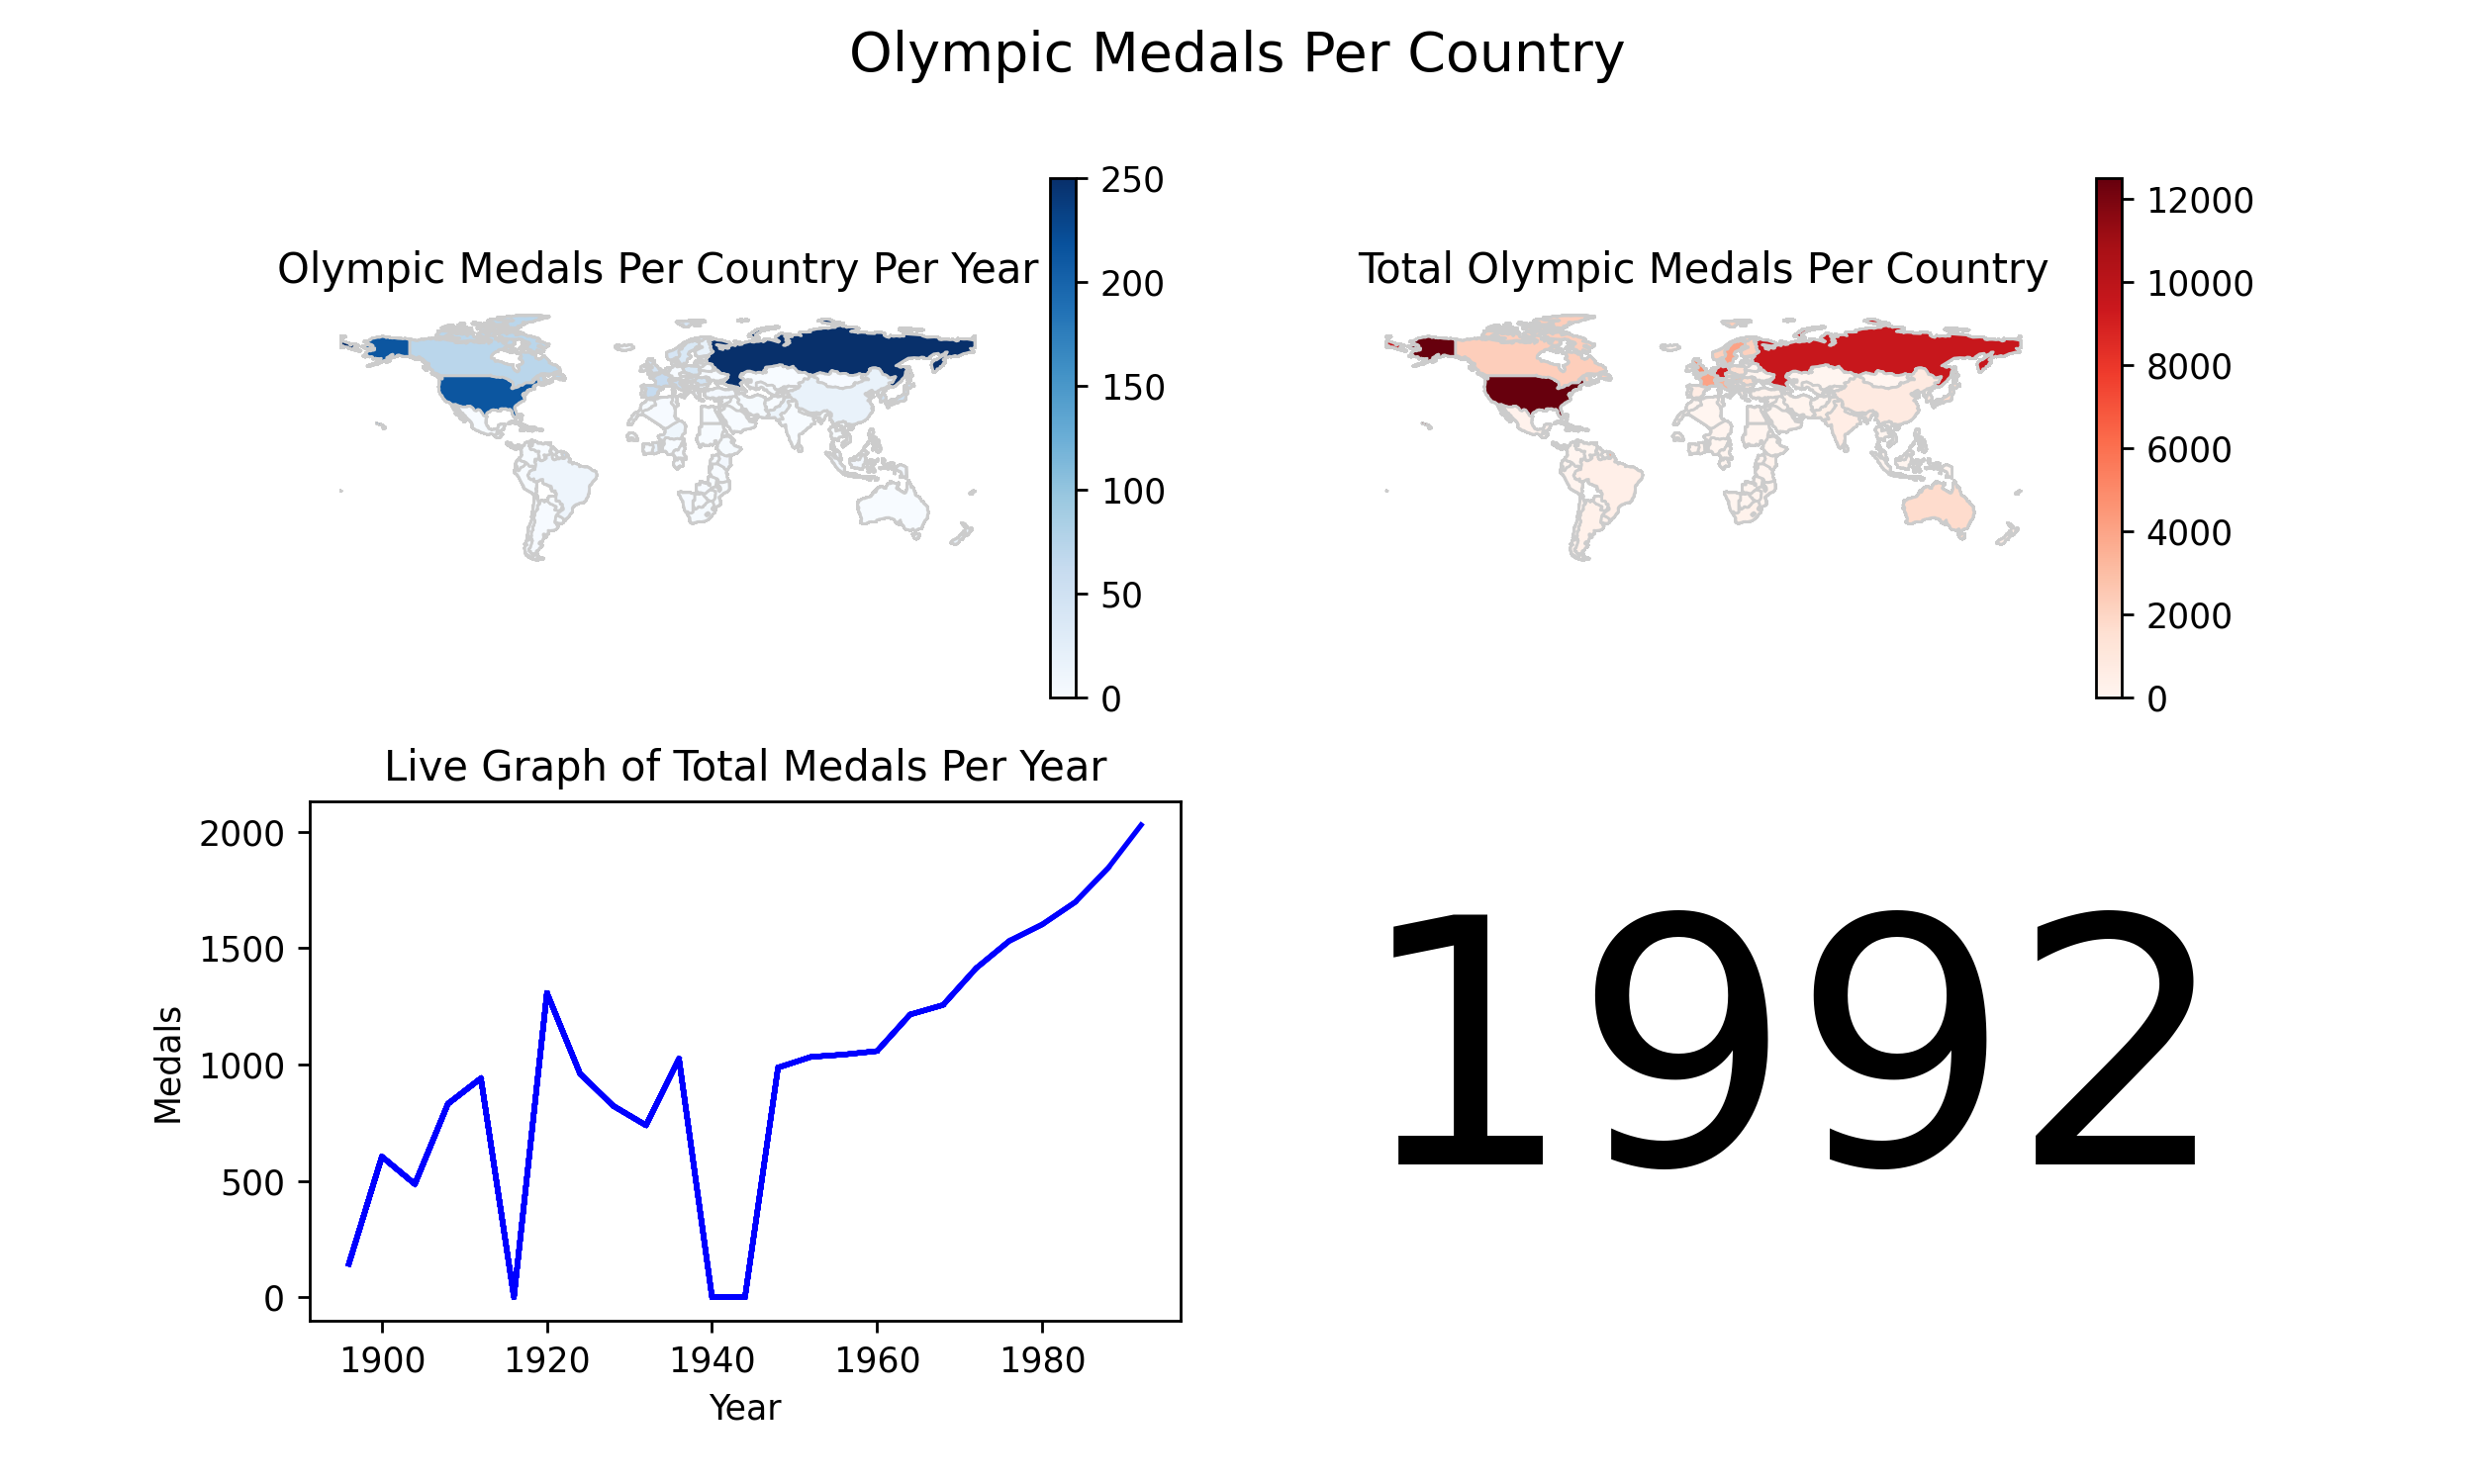 Olympic Medals Per Country
Olympic Medals Per Country Per Year
250
200
150
100
50
0
Total Olympic Medals Per Country
12000
10000
8000
6000
4000
2000
0
Live Graph of Total Medals Per Year
Medals
2000
1500
1000
500
0
1900 1920 1940 1960 1980
Year
1992